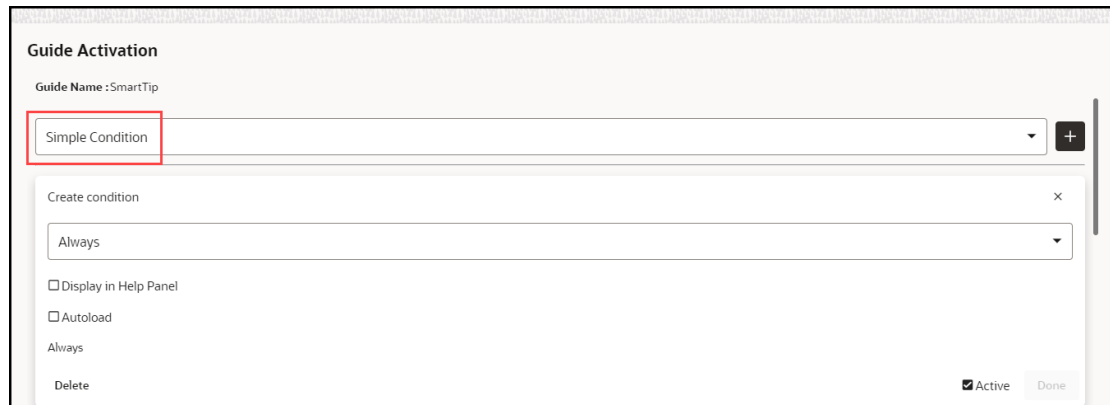 Guide Activation
Guide Name : SmartTip
Simple Condition
Create condition
Always
Display in Help Panel
Autoload
Always
Delete
Active
Done